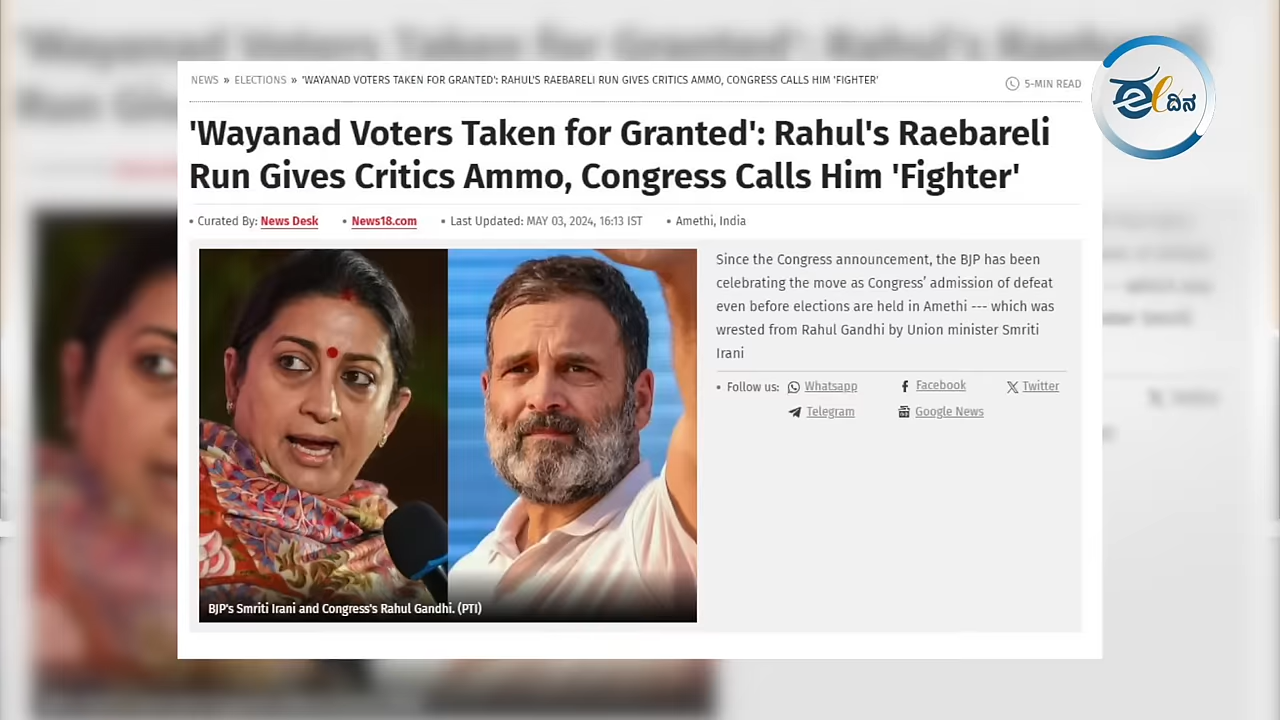 NEWS » ELECTIONS » 'WAYANAD VOTERS TAKEN FOR GRANTED': RAHUL'S RAEBARELI RUN GIVES CRITICS AMMO, CONGRESS CALLS HIM 'FIGHTER'
5-MIN READ
ಈದಿನ
'Wayanad Voters Taken for Granted': Rahul's Raebareli
Run Gives Critics Ammo, Congress Calls Him 'Fighter'
• Curated By: News Desk • News18.com • Last Updated: MAY 03, 2024, 16:13 IST • Amethi, India
Since the Congress announcement, the BJP has been
celebrating the move as Congress’ admission of defeat
even before elections are held in Amethi --- which was
wrested from Rahul Gandhi by Union minister Smriti
Irani
• Follow us: Whatsapp Facebook Twitter
Telegram Google News
BJP's Smriti Irani and Congress's Rahul Gandhi. (PTI)